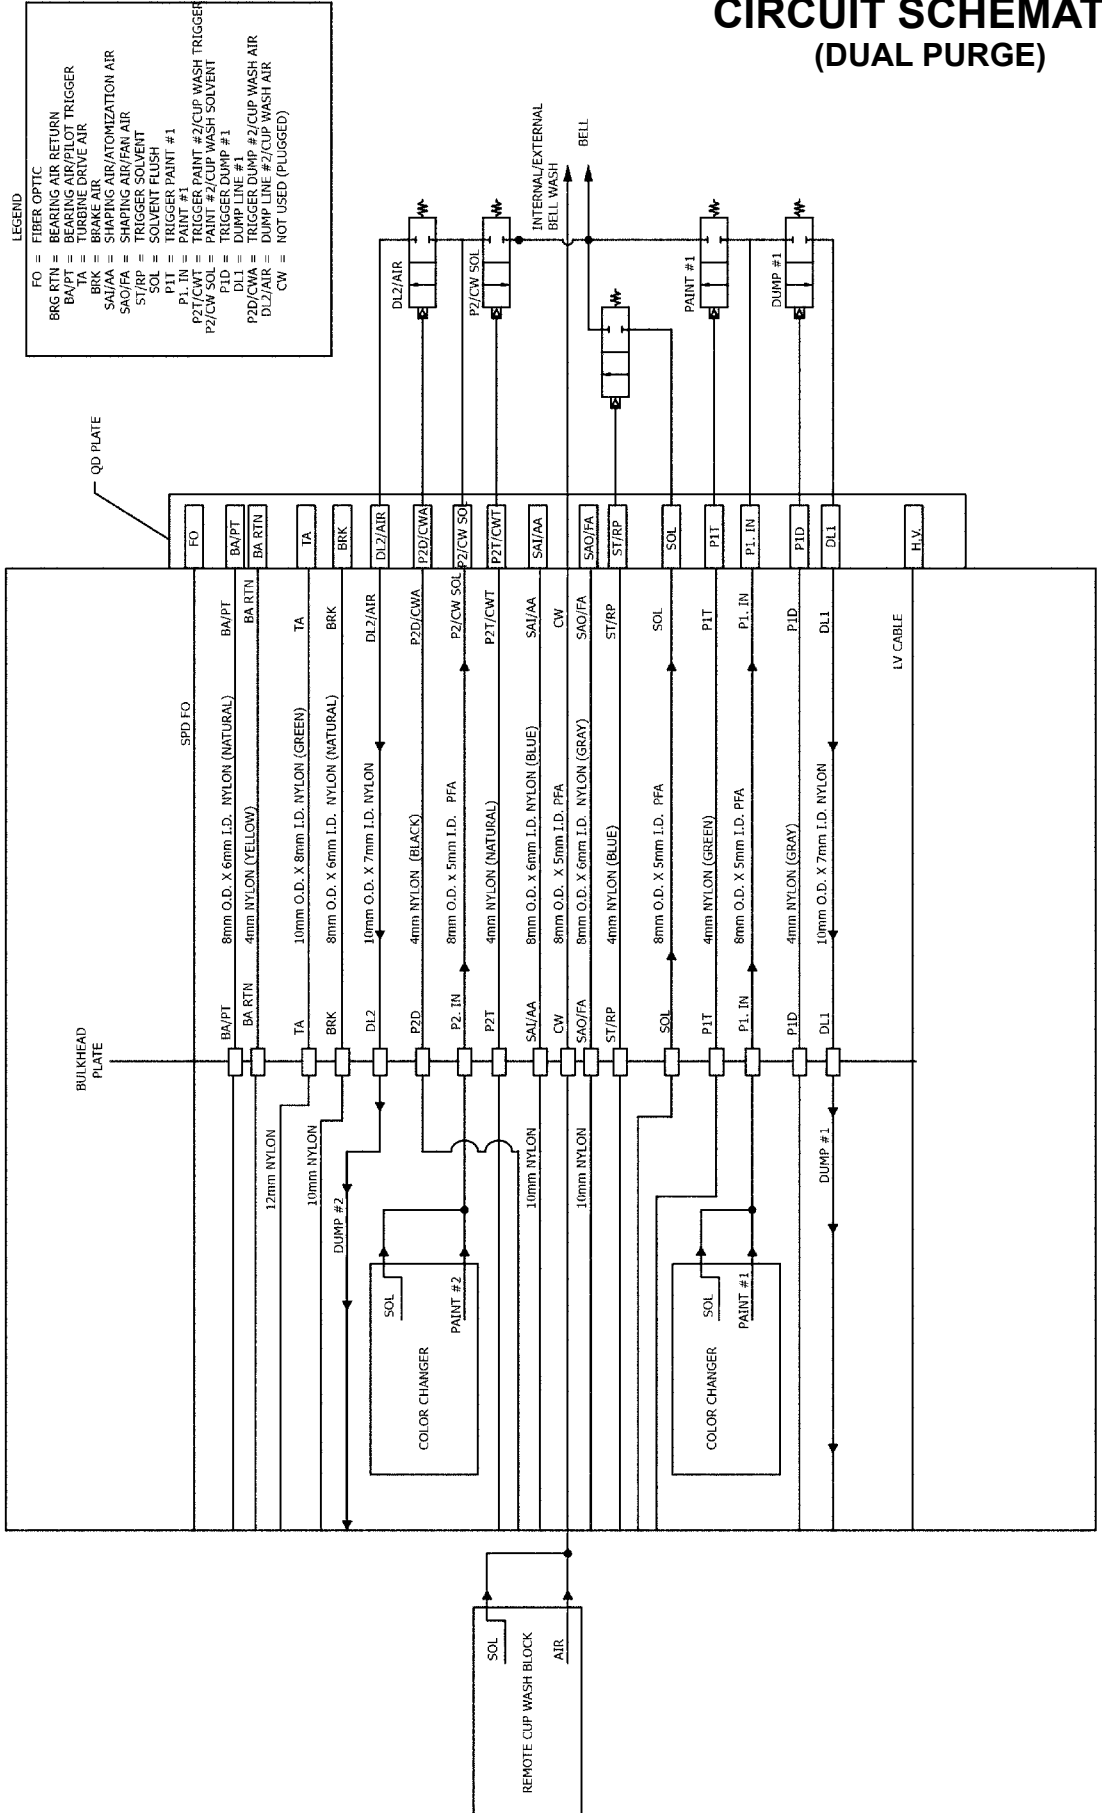 CIRCUIT SCHEMAT
(DUAL PURGE)
LEGEND
FO = FIBER OPTIC
BRG RTN = BEARING AIR RETURN
BA/PT = BEARING AIR/PILOT TRIGGER
TA = TURBINE DRIVE AIR
BRK = BRAKE AIR
SAI/AA = SHAPING AIR/ATOMIZATION AIR
SAO/FA = SHAPING AIR/FAN AIR
ST/RP = TRIGGER SOLVENT
SOL = SOLVENT FLUSH
P1T = TRIGGER PAINT #1
P1. IN = PAINT #1
P2T/CWT = TRIGGER PAINT #2/CUP WASH TRIGGER
P2/CW SOL = PAINT #2/CUP WASH SOLVENT
P1D = TRIGGER DUMP #1
DL1 = DUMP LINE #1
P2D/CWA = TRIGGER DUMP #2/CUP WASH AIR
DL2/AIR = DUMP LINE #2/CUP WASH AIR
CW = NOT USED (PLUGGED)
INTERNAL/EXTERNAL
BELL WASH
BELL
DL2/AIR
P2/CW SOL
PAINT #1
DUMP #1
QD PLATE
FO
BA/PT
BA RTN
TA
BRK
DL2/AIR
P2D/CWA
P2/CW SOL
P2T/CWT
SAI/AA
SAO/FA
ST/RP
SOL
P1T
P1. IN
P1D
DL1
H.V.
BA/PT
BA RTN
TA
BRK
DL2/AIR
P2D/CWA
P2/CW SOL
P2T/CWT
SAI/AA
CW
SAO/FA
ST/RP
SOL
P1T
P1. IN
P1D
DL1
LV CABLE
SPD FO
8mm O.D. X 6mm I.D. NYLON (NATURAL)
4mm NYLON (YELLOW)
10mm O.D. X 8mm I.D. NYLON (GREEN)
8mm O.D. X 6mm I.D. NYLON (NATURAL)
10mm O.D. X 7mm I.D. NYLON
4mm NYLON (BLACK)
8mm O.D. x 5mm I.D. PFA
4mm NYLON (NATURAL)
8mm O.D. x 6mm I.D. NYLON (BLUE)
8mm O.D. X 5mm I.D. PFA
8mm O.D. X 6mm I.D. NYLON (GRAY)
4mm NYLON (BLUE)
8mm O.D. X 5mm I.D. PFA
4mm NYLON (GREEN)
8mm O.D. X 5mm I.D. PFA
4mm NYLON (GRAY)
10mm O.D. X 7mm I.D. NYLON
BULKHEAD
PLATE
BA/PT
BA RTN
TA
BRK
DL2
P2D
P2. IN
P2T
SAI/AA
CW
SAO/FA
ST/RP
SOL
P1T
P1. IN
P1D
DL1
12mm NYLON
10mm NYLON
DUMP #2
10mm NYLON
10mm NYLON
DUMP #1
SOL
PAINT #2
COLOR CHANGER
SOL
PAINT #1
COLOR CHANGER
SOL
AIR
REMOTE CUP WASH BLOCK